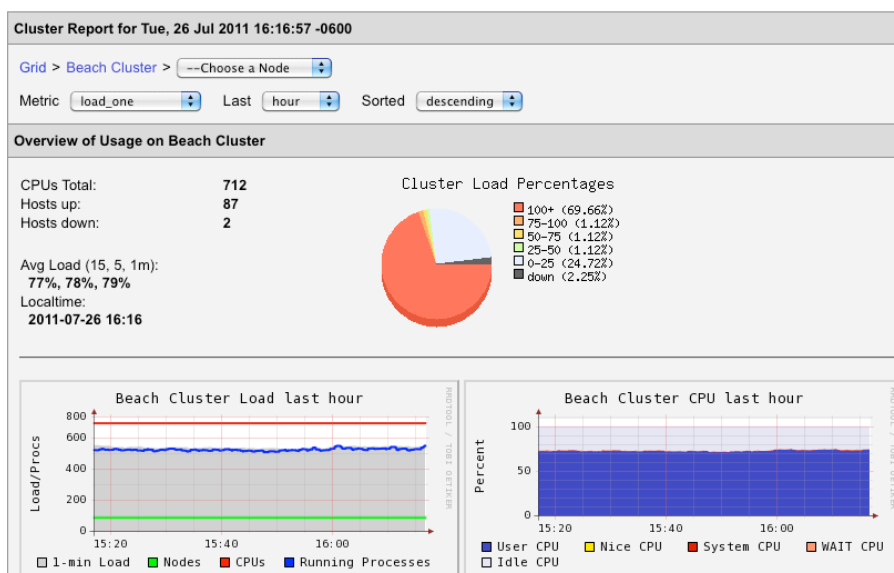 Cluster Report for Tue, 26 Jul 2011 16:16:57 -0600
Grid > Beach Cluster > --Choose a Node
Metric load_one Last hour Sorted descending
Overview of Usage on Beach Cluster
CPUs Total: 712
Hosts up: 87
Hosts down: 2
Avg Load (15, 5, 1m):
77%, 78%, 79%
Localtime:
2011-07-26 16:16
Cluster Load Percentages
100+ (69.66%)
75-100 (1.12%)
50-75 (1.12%)
25-50 (1.12%)
0-25 (24.72%)
down (2.25%)
Beach Cluster Load last hour
Load/Procs
800
600
400
200
0
15:20 15:40 16:00
1-min Load Nodes CPUs Running Processes
RRDTOOL / TOBI OETIKER
Beach Cluster CPU last hour
Percent
100
50
0
15:20 15:40 16:00
User CPU Nice CPU System CPU WAIT CPU
Idle CPU
RRDTOOL / TOBI OETIKER